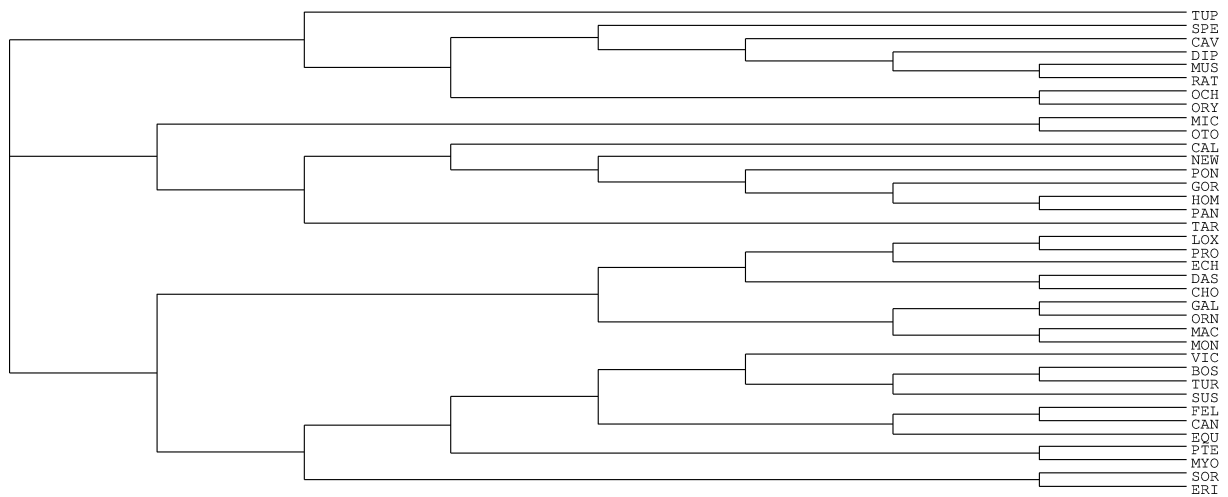 TUP
SPE
CAV
DIP
MUS
RAT
OCH
ORY
MIC
OTO
CAL
NEW
PON
GOR
HOM
PAN
TAR
LOX
PRO
ECH
DAS
CHO
GAL
ORN
MAC
MON
VIC
BOS
TUR
SUS
FEL
CAN
EQU
PTE
MYO
SOR
ERI